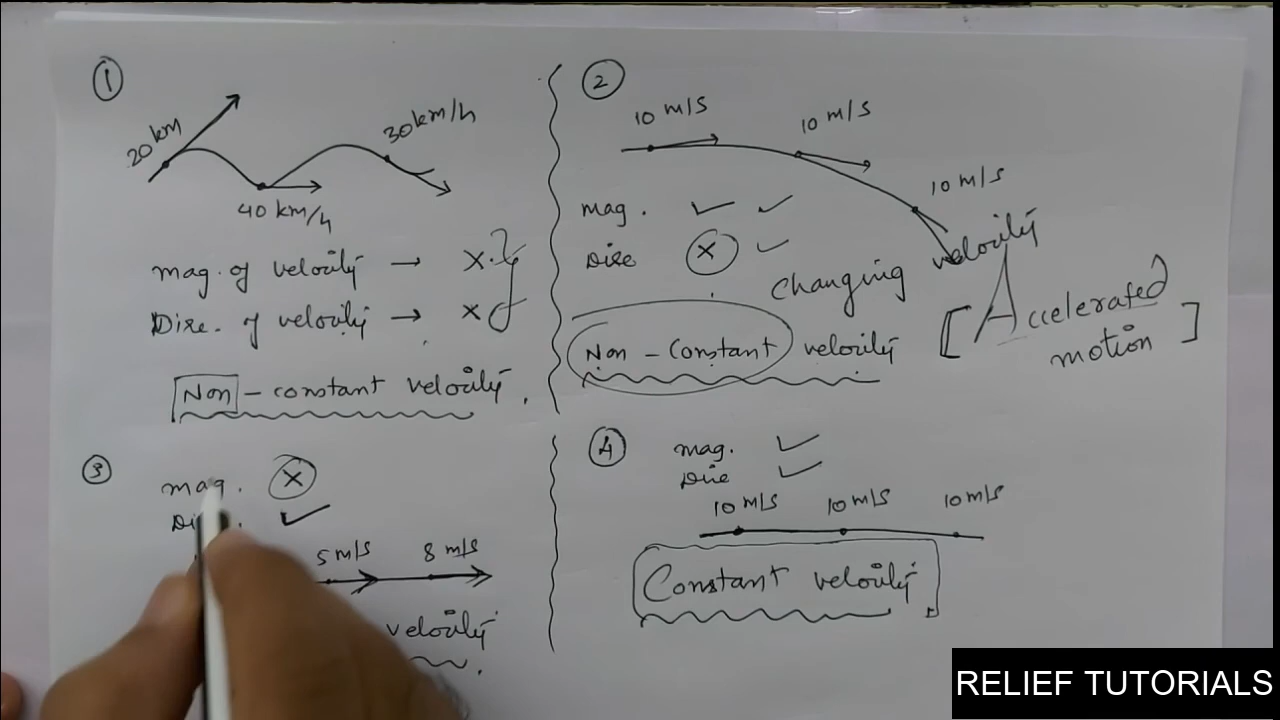 ①
20 km
40 km/h
30 km/h
mag. of velocity → ×
Dire. of velocity → ×
Non - constant velocity.
②
10 m/s
10 m/s
10 m/s
mag. ✓ ✓
Dire × ✓
Changing velocity
Non - Constant velocity
[Accelerated
motion]
③
mag. ×
✓
5 m/s 8 m/s
velocity
④
mag. ✓
Dire ✓
10 m/s 10 m/s 10 m/s
Constant velocity
RELIEF TUTORIALS